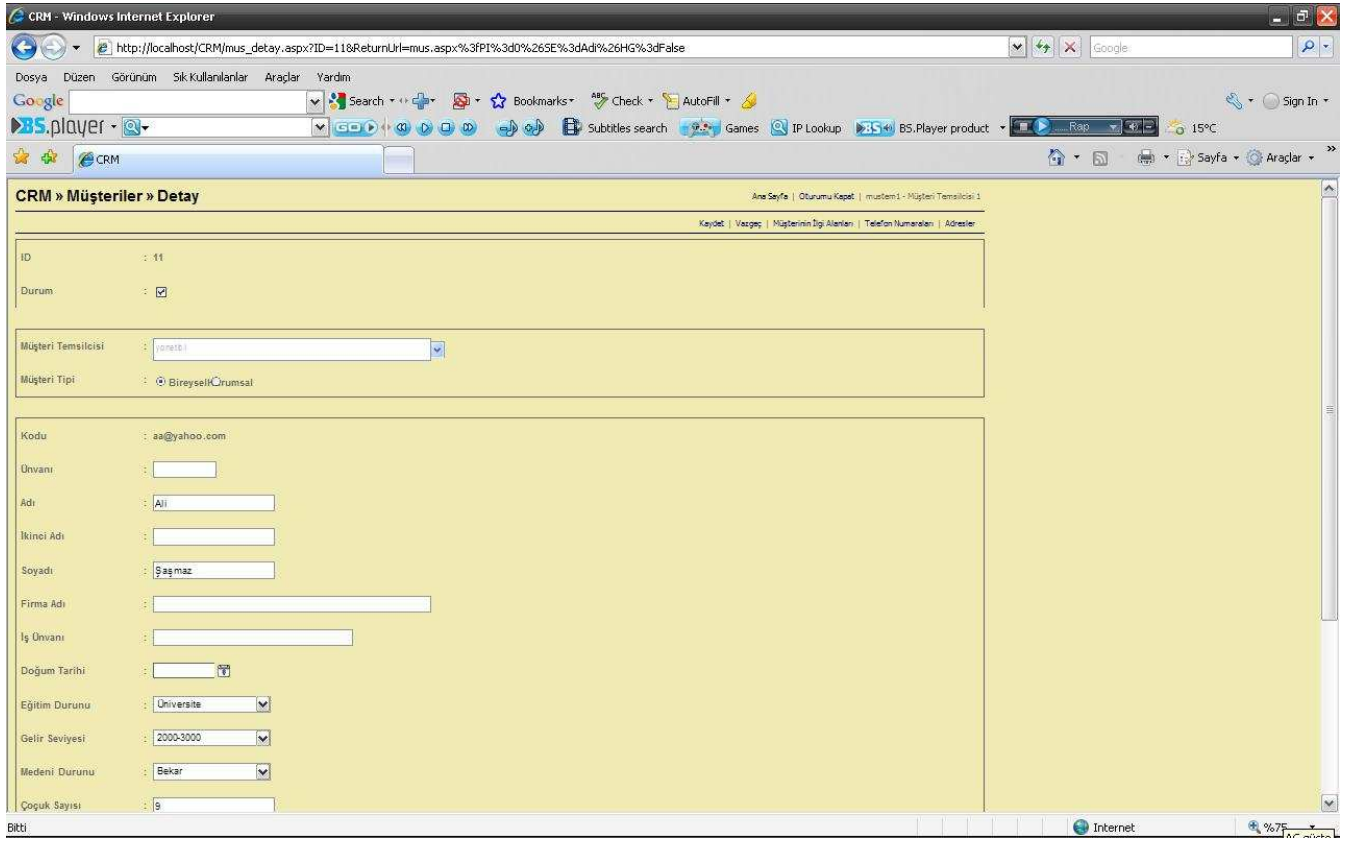 CRM - Windows Internet Explorer
http://localhost/CRM/mus_detay.aspx?ID=11&ReturnUrl=mus.aspx%3fPI%3d0%26SE%3dAdi%26HG%3dFalse
Google
Dosya Düzen Görünüm Sık Kullanılanlar Araçlar Yardım
Google Search Bookmarks Check AutoFill Sign In
BS.player Subtitles search Games IP Lookup BS.Player product ....Rap 15°C
CRM Sayfa Araçlar
CRM » Müşteriler » Detay
Ana Sayfa | Oturumu Kapat | mustem1 - Müşteri Temsilcisi 1
Kaydet | Vazgeç | Müşterinin İlgi Alanları | Telefon Numaraları | Adresler
ID : 11
Durum :
Müşteri Temsilcisi :
Müşteri Tipi : Bireysel Kurumsal
Kodu : aa@yahoo.com
Ünvanı :
Adı : Ali
İkinci Adı :
Soyadı : Şaşmaz
Firma Adı :
İş Ünvanı :
Doğum Tarihi :
Eğitim Durunu : Üniversite
Gelir Seviyesi : 2000-3000
Medeni Durunu : Bekar
Çoçuk Sayısı : 9
Bitti Internet %75